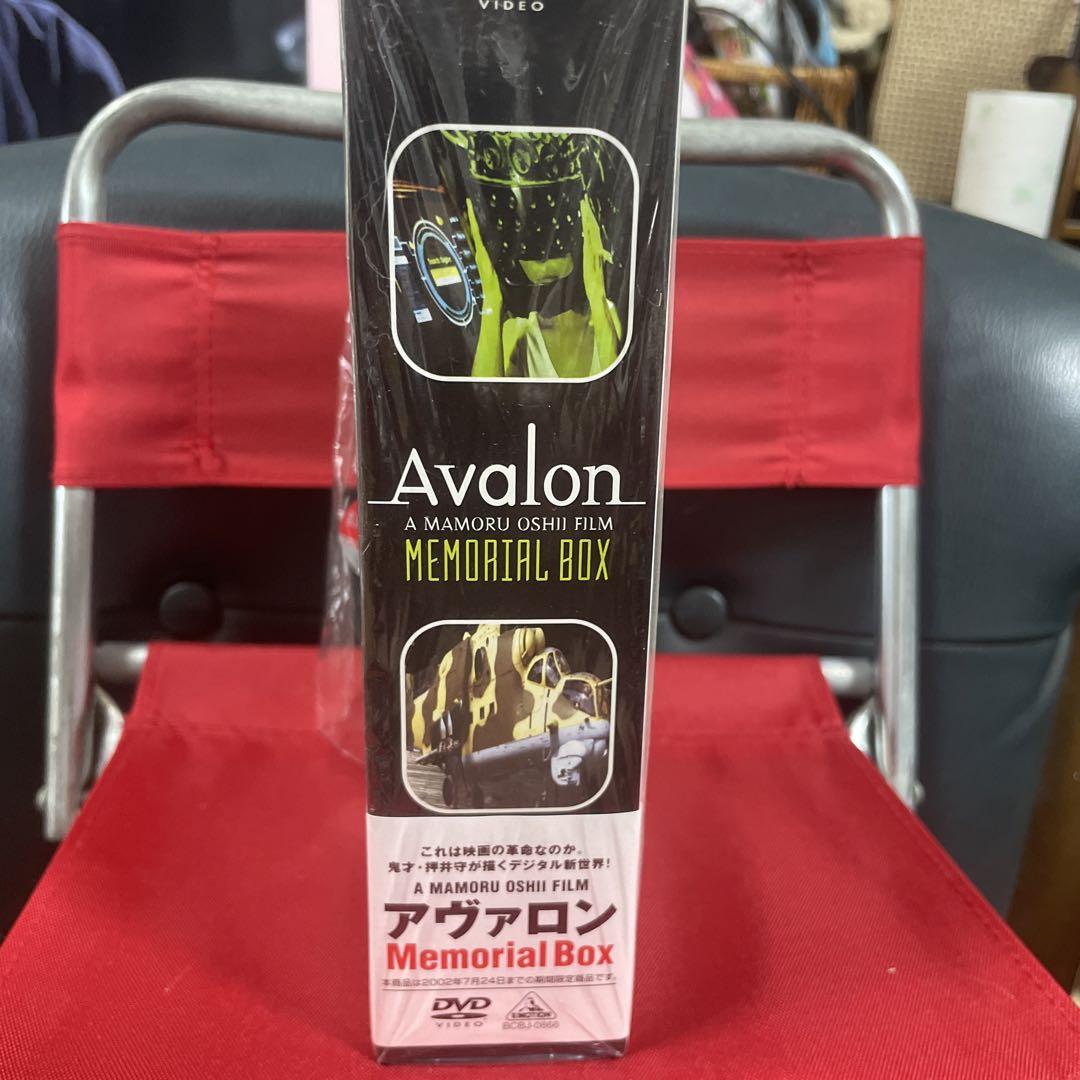 VIDEO
Avalon
A MAMORU OSHII FILM
MEMORIAL BOX
これは映画の革命なのか。
鬼才・押井守が描くデジタル新世界!
A MAMORU OSHII FILM
アヴァロン
Memorial Box
本商品は2002年7月24日までの期間限定商品です。
DVD
VIDEO
EMOTION